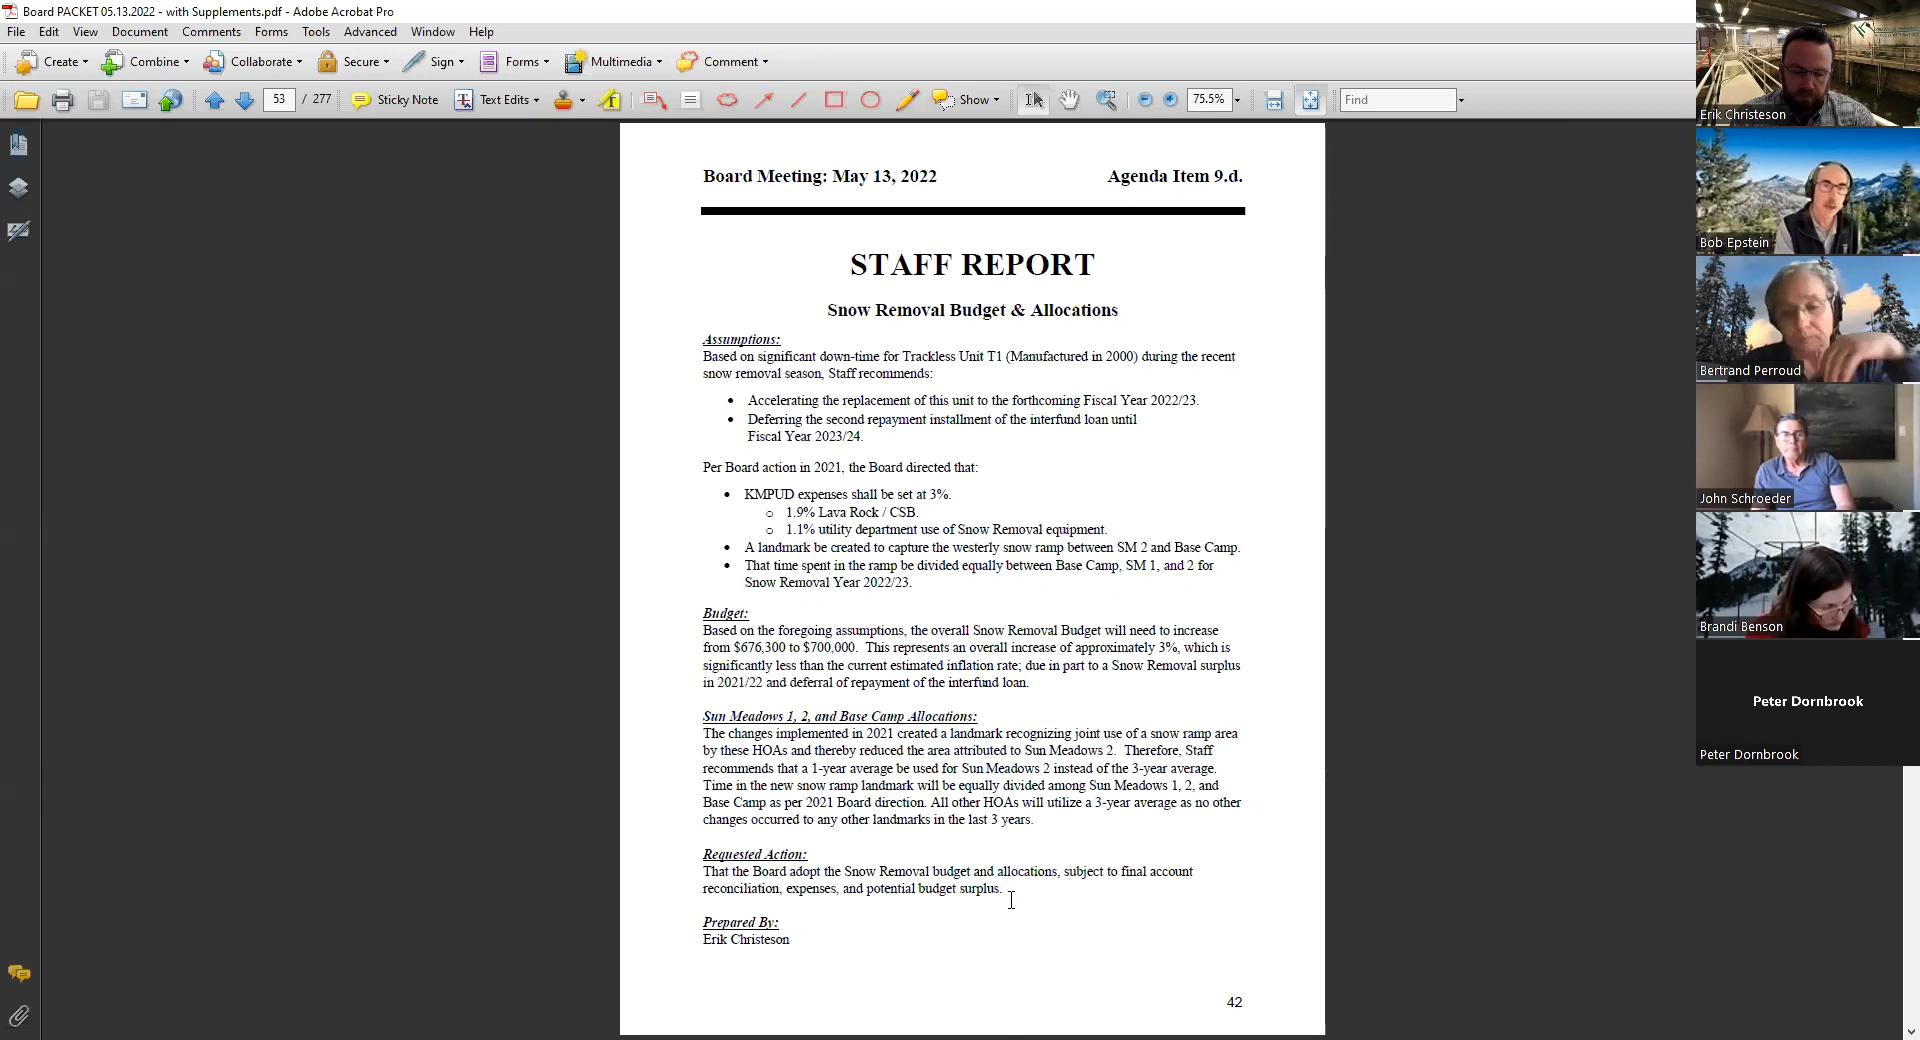 Board PACKET 05.13.2022 - with Supplements.pdf - Adobe Acrobat Pro
File Edit View Document Comments Forms Tools Advanced Window Help
Create Combine Collaborate Secure Sign Forms Multimedia Comment
53 / 277 Sticky Note Text Edits Show 75.5% Find
Board Meeting: May 13, 2022 Agenda Item 9.d.
STAFF REPORT
Snow Removal Budget & Allocations
Assumptions:
Based on significant down-time for Trackless Unit T1 (Manufactured in 2000) during the recent
snow removal season, Staff recommends:
• Accelerating the replacement of this unit to the forthcoming Fiscal Year 2022/23.
• Deferring the second repayment installment of the interfund loan until
Fiscal Year 2023/24.
Per Board action in 2021, the Board directed that:
• KMPUD expenses shall be set at 3%.
o 1.9% Lava Rock / CSB.
o 1.1% utility department use of Snow Removal equipment.
• A landmark be created to capture the westerly snow ramp between SM 2 and Base Camp.
• That time spent in the ramp be divided equally between Base Camp, SM 1, and 2 for
Snow Removal Year 2022/23.
Budget:
Based on the foregoing assumptions, the overall Snow Removal Budget will need to increase
from $676,300 to $700,000. This represents an overall increase of approximately 3%, which is
significantly less than the current estimated inflation rate; due in part to a Snow Removal surplus
in 2021/22 and deferral of repayment of the interfund loan.
Sun Meadows 1, 2, and Base Camp Allocations:
The changes implemented in 2021 created a landmark recognizing joint use of a snow ramp area
by these HOAs and thereby reduced the area attributed to Sun Meadows 2. Therefore, Staff
recommends that a 1-year average be used for Sun Meadows 2 instead of the 3-year average.
Time in the new snow ramp landmark will be equally divided among Sun Meadows 1, 2, and
Base Camp as per 2021 Board direction. All other HOAs will utilize a 3-year average as no other
changes occurred to any other landmarks in the last 3 years.
Requested Action:
That the Board adopt the Snow Removal budget and allocations, subject to final account
reconciliation, expenses, and potential budget surplus.
Prepared By:
Erik Christeson
42
Erik Christeson
Bob Epstein
Bertrand Perroud
John Schroeder
Brandi Benson
Peter Dornbrook
Peter Dornbrook